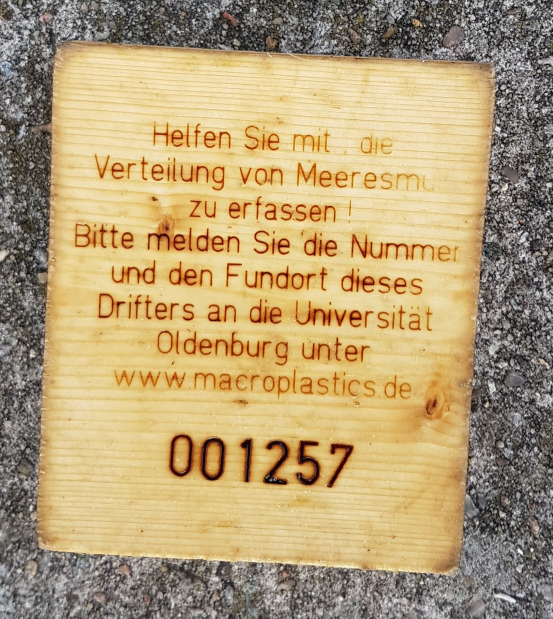 Helfen Sie mit, die
Verteilung von Meeresmü
zu erfassen!
Bitte melden Sie die Nummer
und den Fundort dieses
Drifters an die Universität
Oldenburg unter
www.macroplastics.de
001257